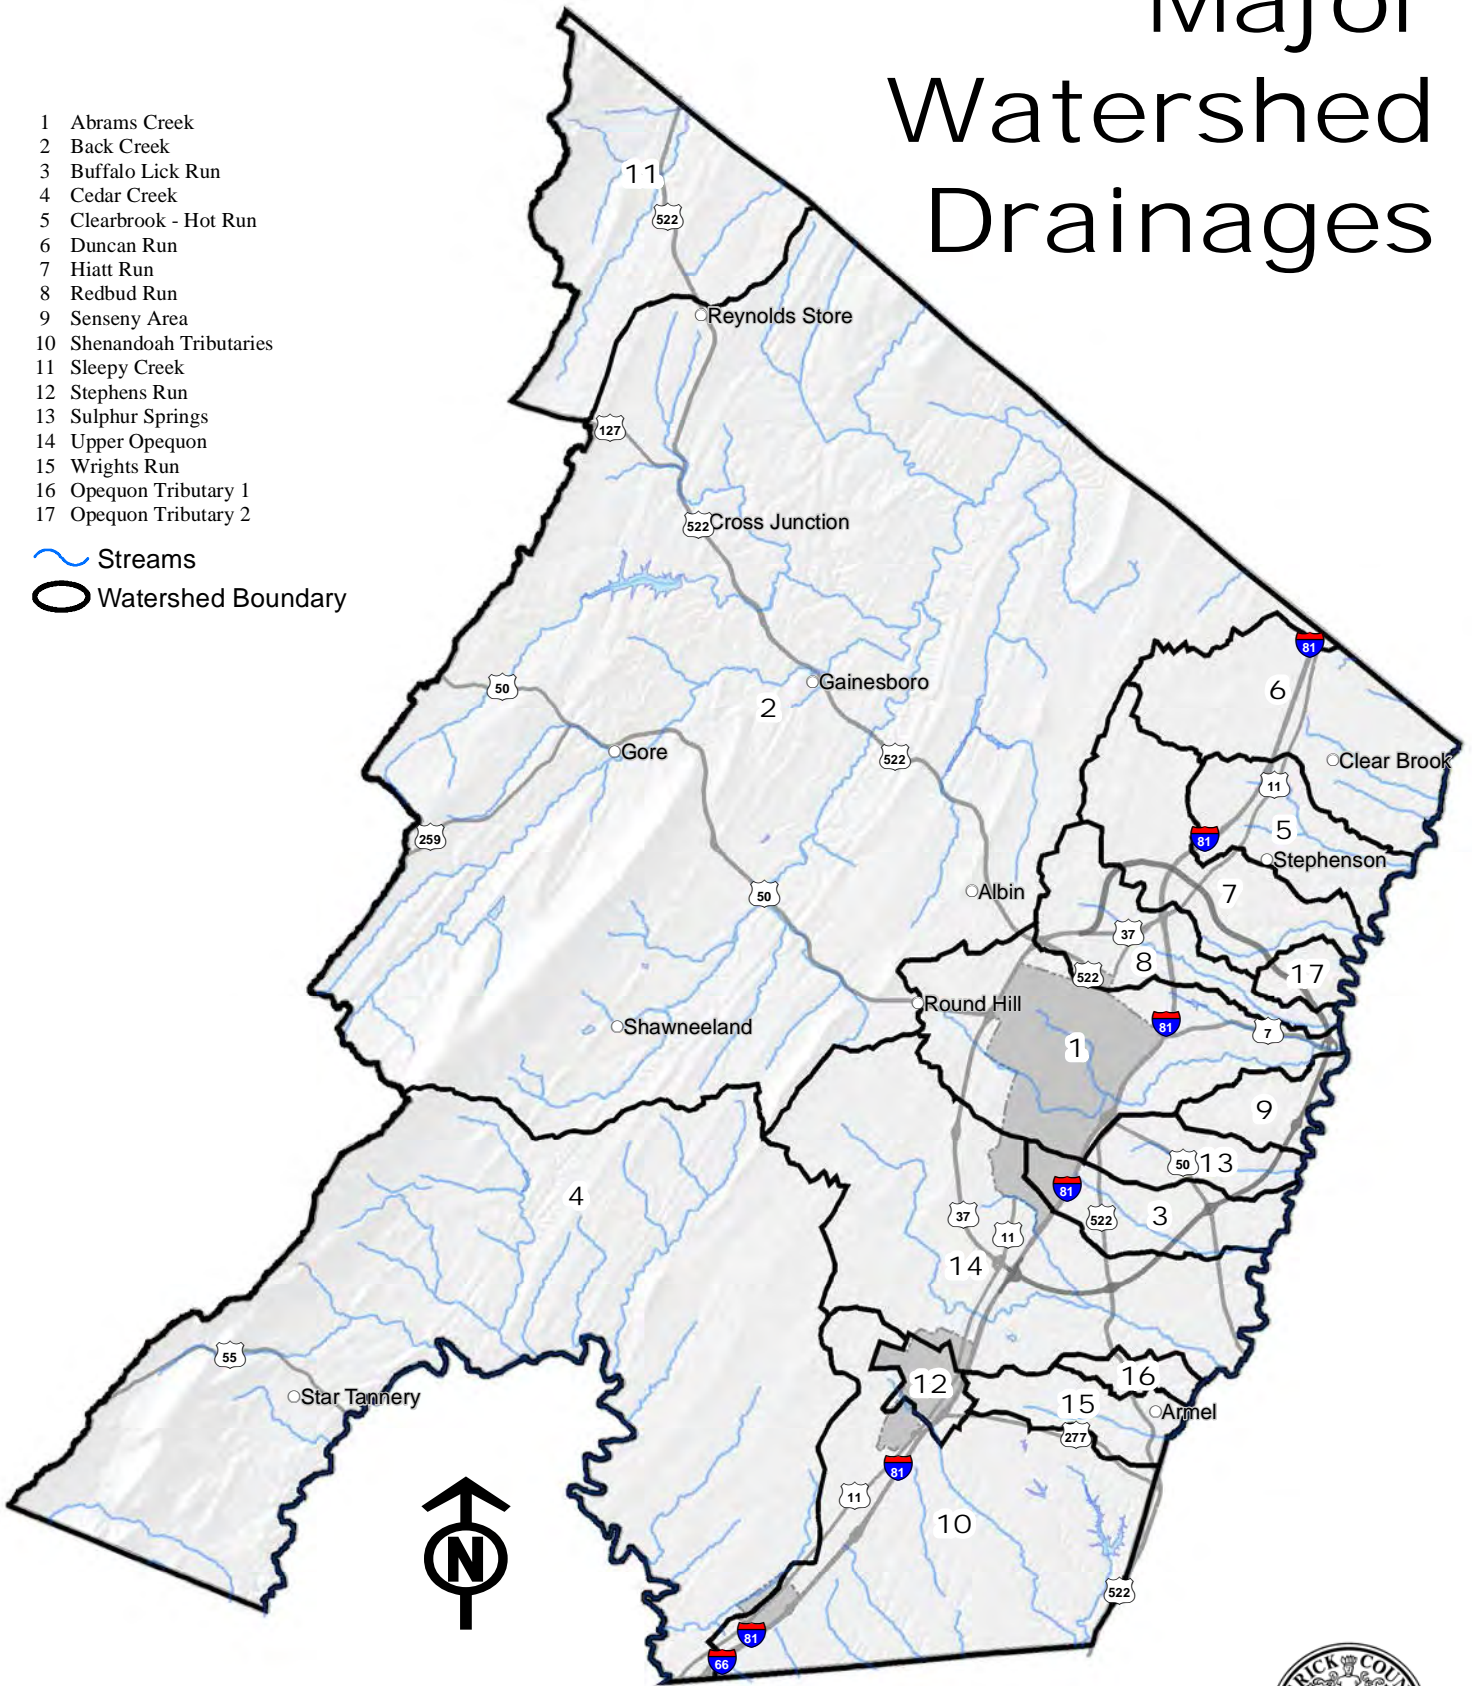 Major
Watershed
Drainages
1 Abrams Creek
2 Back Creek
3 Buffalo Lick Run
4 Cedar Creek
5 Clearbrook - Hot Run
6 Duncan Run
7 Hiatt Run
8 Redbud Run
9 Senseny Area
10 Shenandoah Tributaries
11 Sleepy Creek
12 Stephens Run
13 Sulphur Springs
14 Upper Opequon
15 Wrights Run
16 Opequon Tributary 1
17 Opequon Tributary 2
Streams
Watershed Boundary
11
522
Reynolds Store
127
522 Cross Junction
81
6
50
Gainesboro
2
Gore
522
Clear Brook
11
259
81
5
Stephenson
50
Albin
7
37
8
522
17
Round Hill
81
7
Shawneeland
1
9
50 13
4
81
37
522
3
11
14
55
16
12
Star Tannery
15
Armel
277
81
11
10
N
522
81
66
RICK COUN